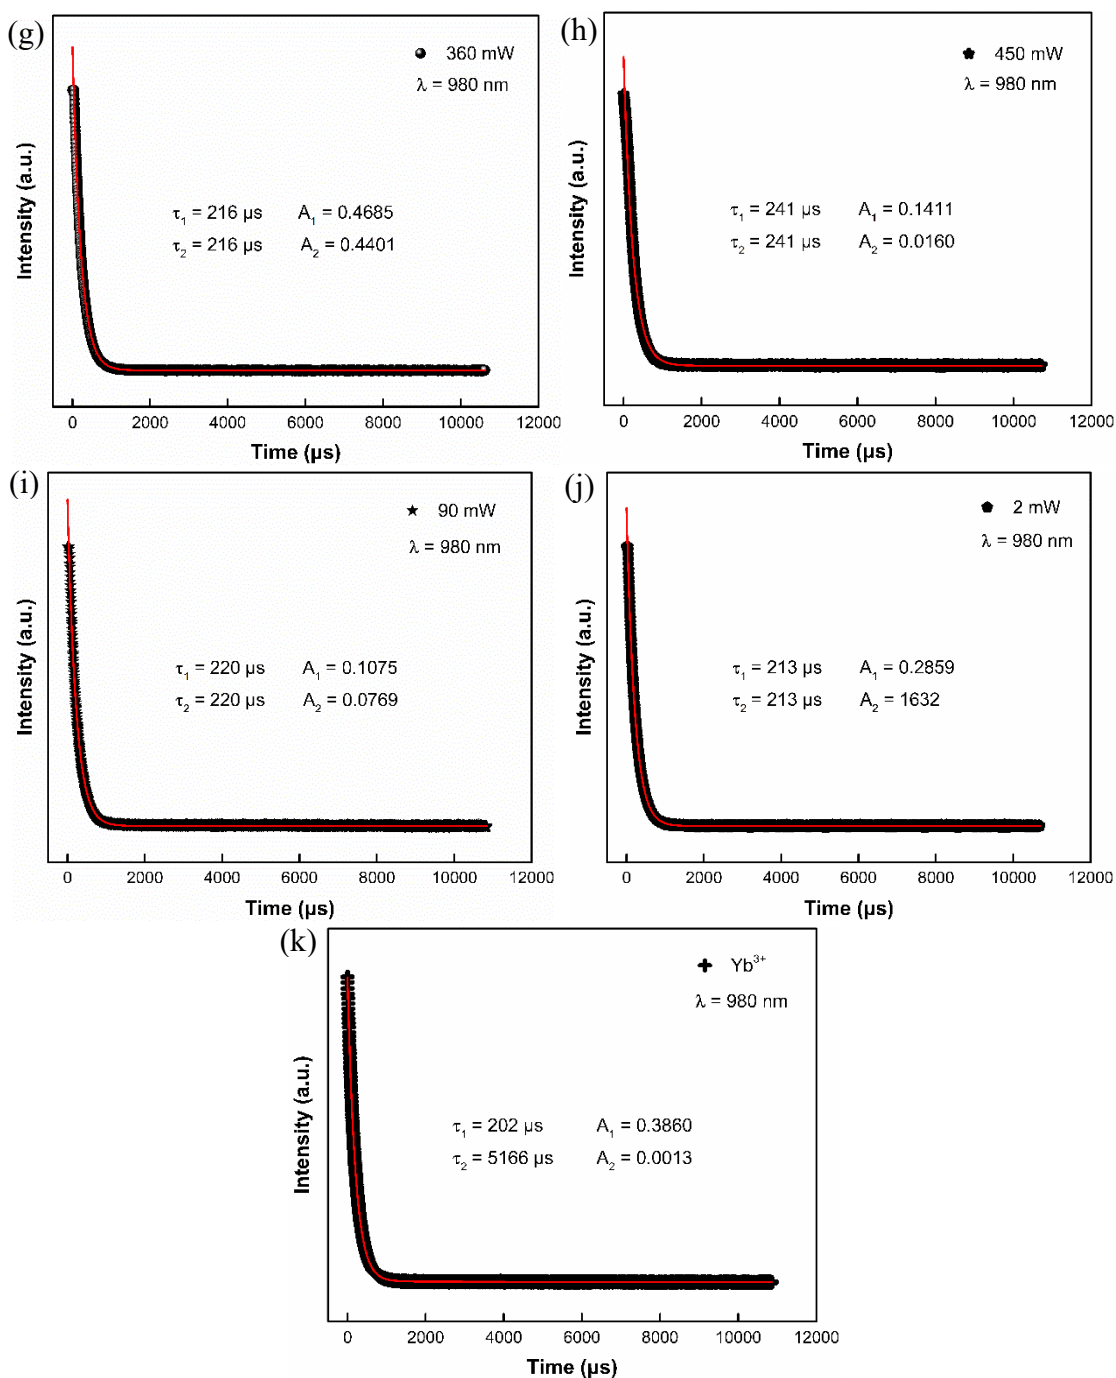 (g)
360 mW
λ = 980 nm
τ1 = 216 µs A1 = 0.4685
τ2 = 216 µs A2 = 0.4401
Intensity (a.u.)
0 2000 4000 6000 8000 10000 12000
Time (µs)
(h)
450 mW
λ = 980 nm
τ1 = 241 µs A1 = 0.1411
τ2 = 241 µs A2 = 0.0160
Intensity (a.u.)
0 2000 4000 6000 8000 10000 12000
Time (µs)
(i)
90 mW
λ = 980 nm
τ1 = 220 µs A1 = 0.1075
τ2 = 220 µs A2 = 0.0769
Intensity (a.u.)
0 2000 4000 6000 8000 10000 12000
Time (µs)
(j)
2 mW
λ = 980 nm
τ1 = 213 µs A1 = 0.2859
τ2 = 213 µs A2 = 1632
Intensity (a.u.)
0 2000 4000 6000 8000 10000 12000
Time (µs)
(k)
Yb3+
λ = 980 nm
τ1 = 202 µs A1 = 0.3860
τ2 = 5166 µs A2 = 0.0013
Intensity (a.u.)
0 2000 4000 6000 8000 10000 12000
Time (µs)